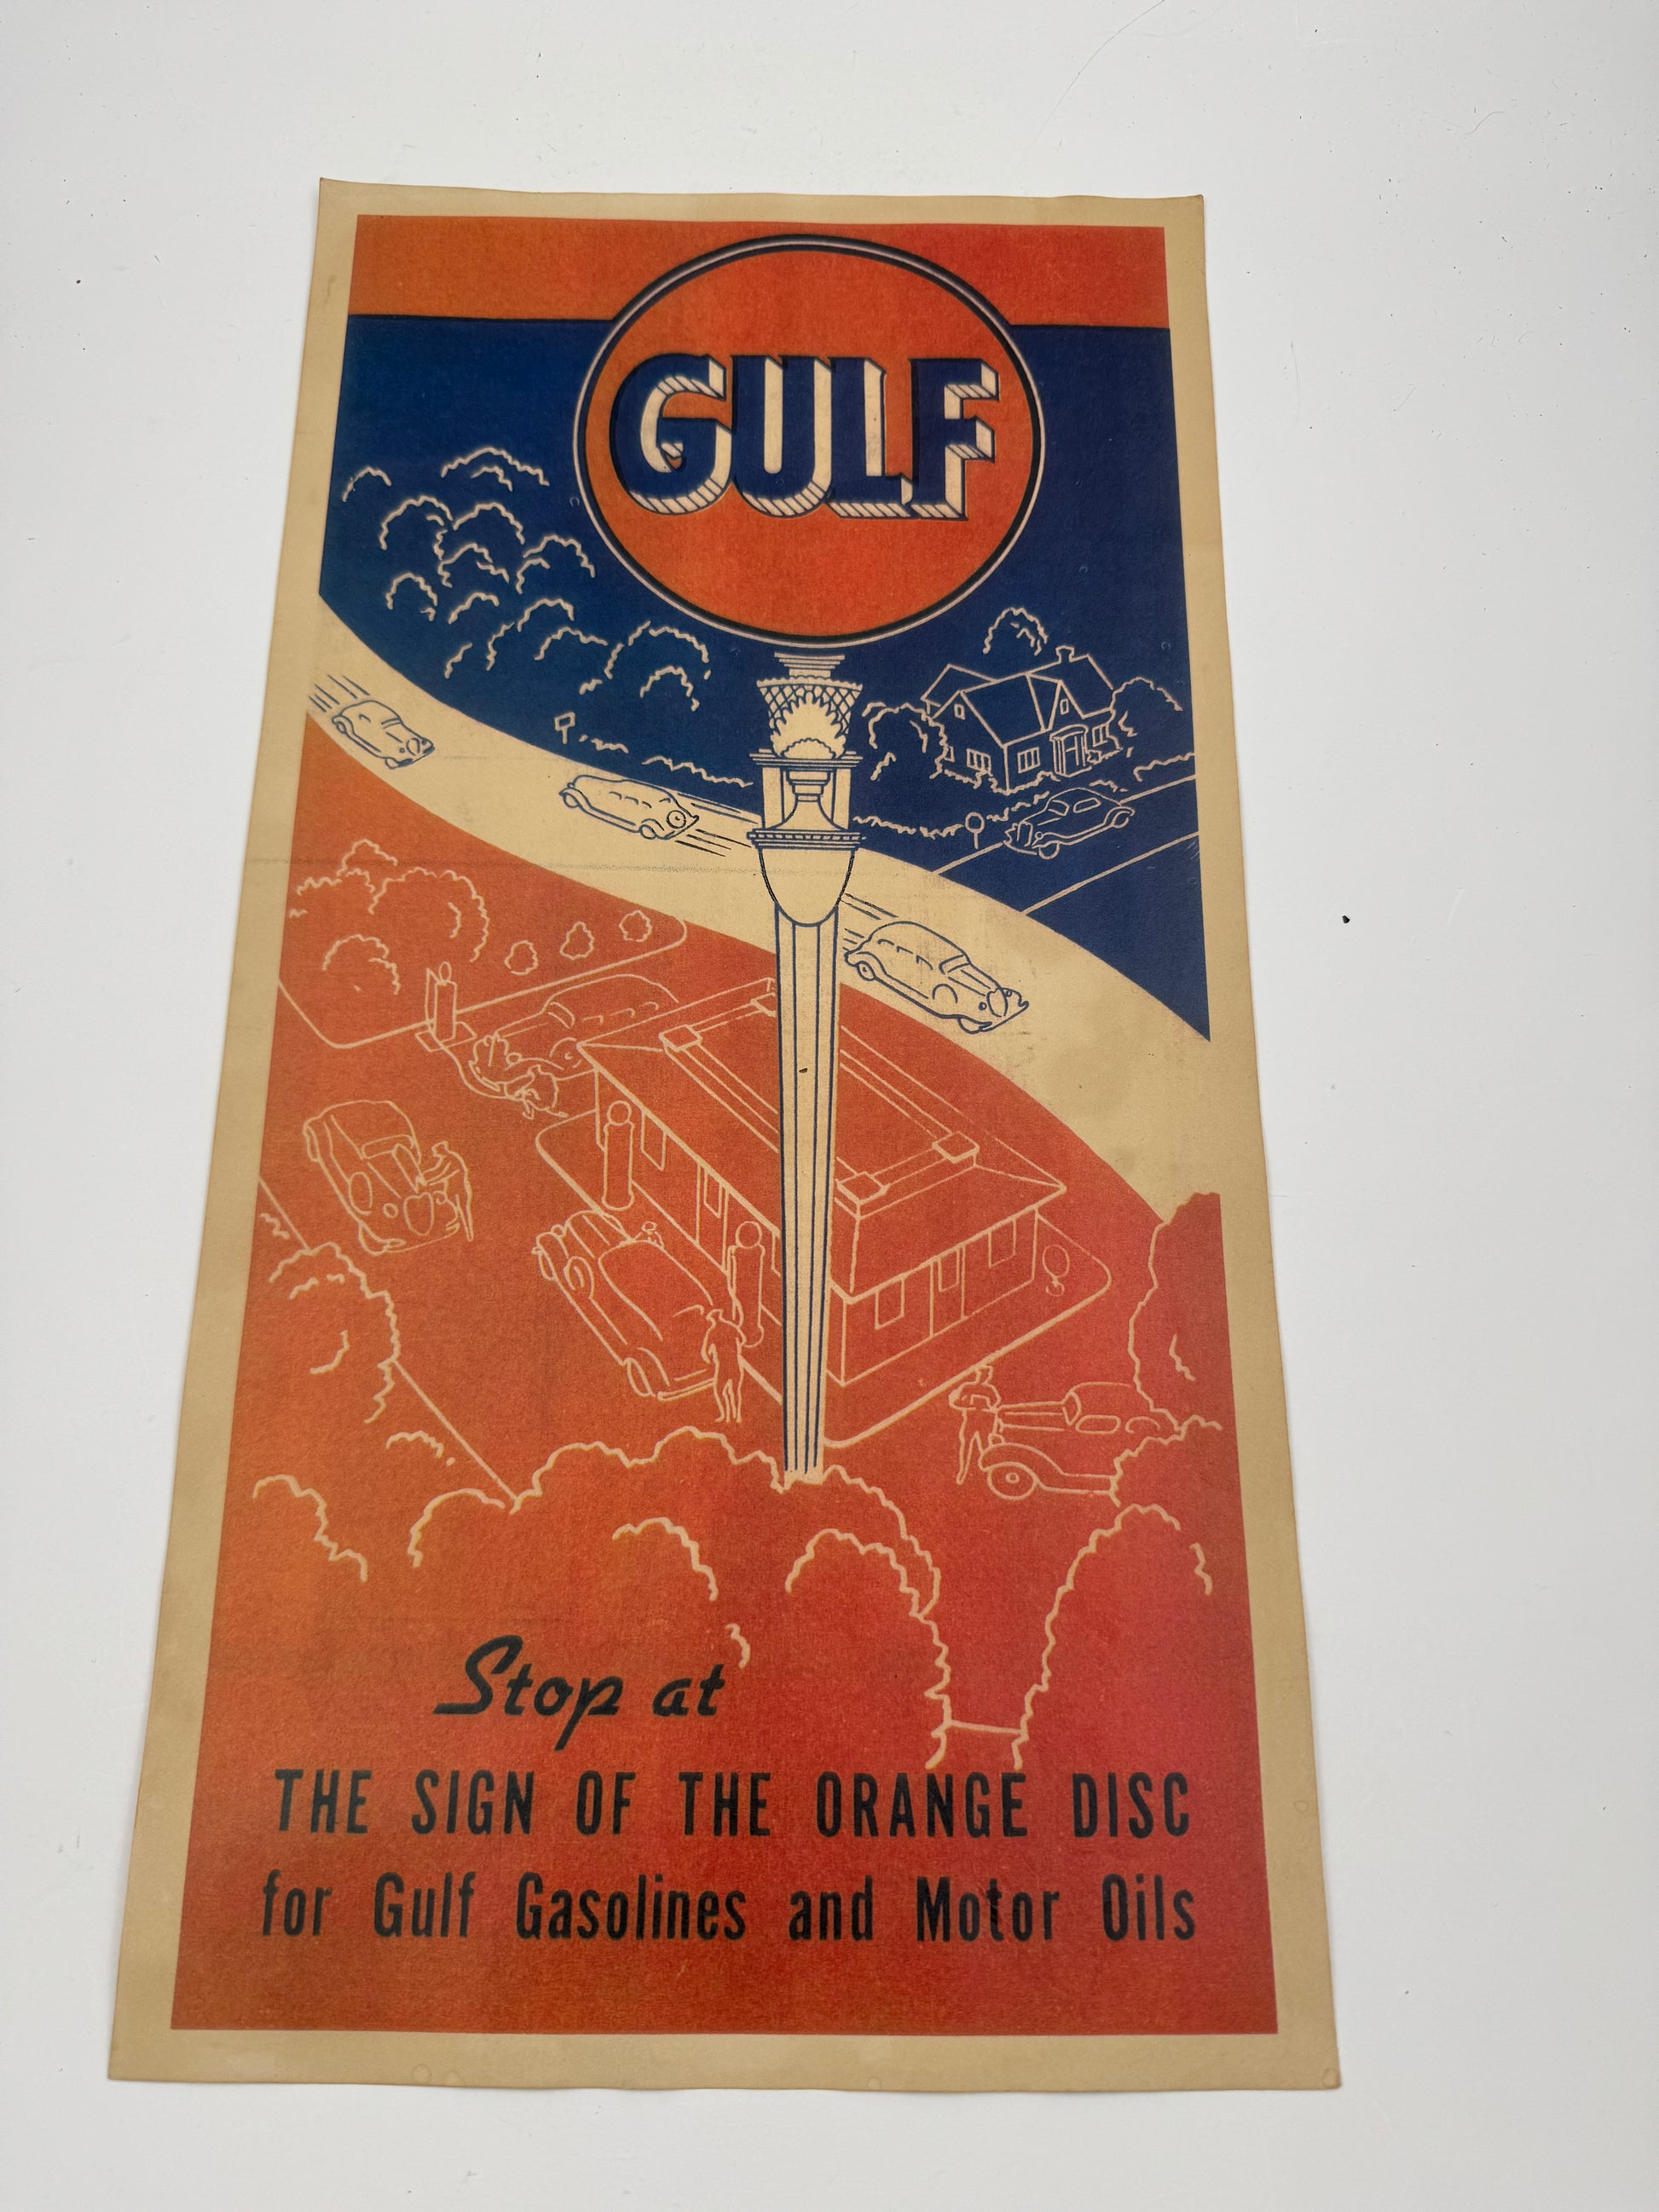 GULF
Stop at
THE SIGN OF THE ORANGE DISC
for Gulf Gasolines and Motor Oils